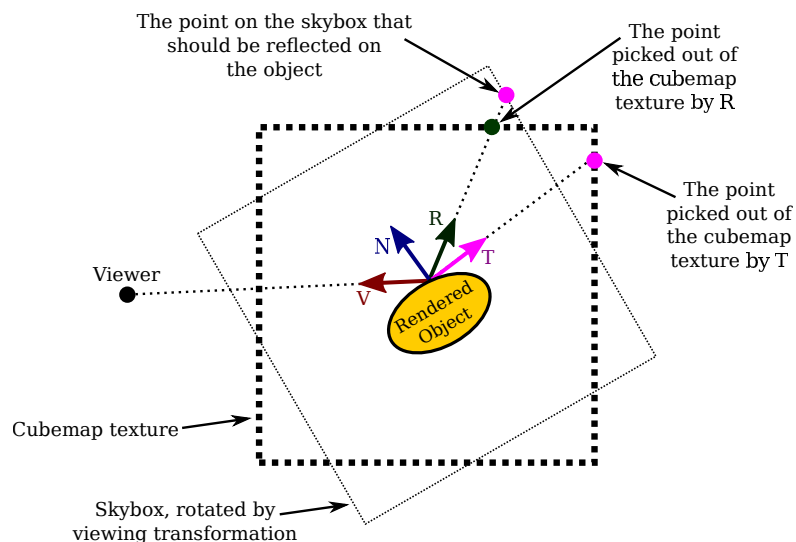 The point on the skybox that
should be reflected on
the object
The point
picked out of
the cubemap
texture by R
The point
picked out of
the cubemap
texture by T
R
N
T
V
Viewer
Rendered
Object
Cubemap texture
Skybox, rotated by
viewing transformation